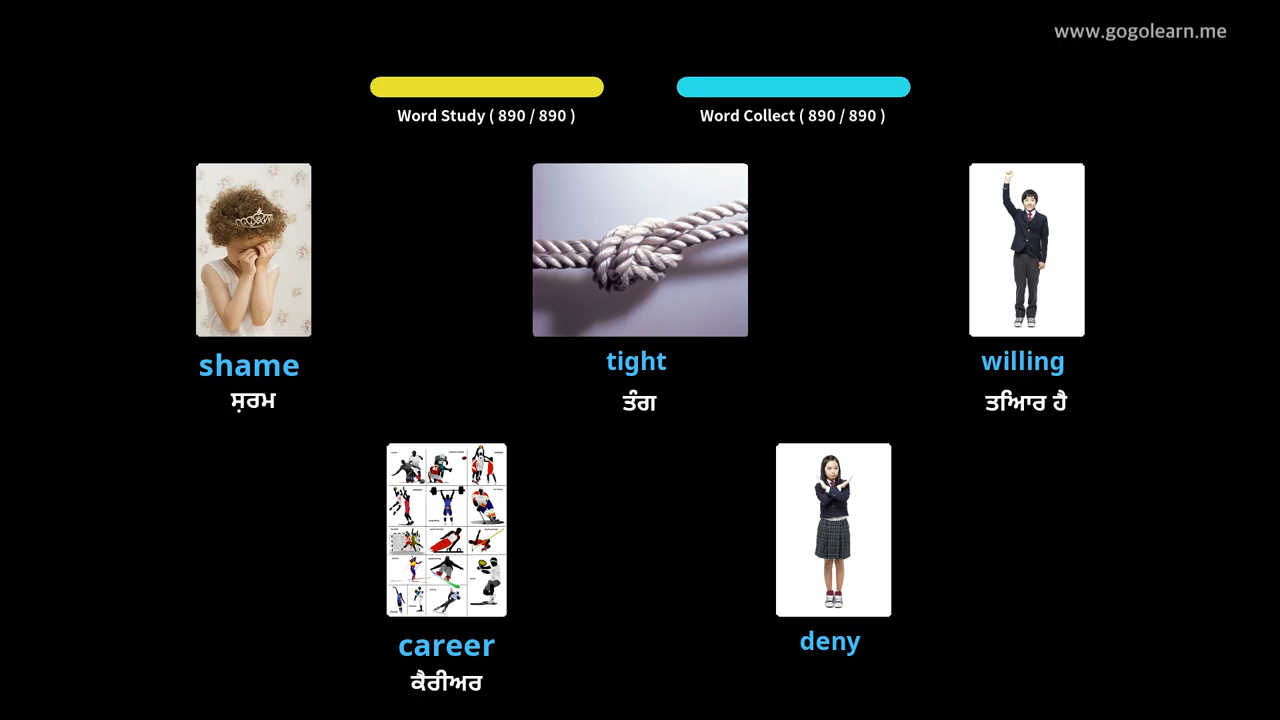 www.gogolearn.me
Word Study ( 890 / 890 )
Word Collect ( 890 / 890 )
shame
ਸ਼ਰਮ
tight
ਤੰਗ
willing
ਤਿਆਰ ਹੈ
career
ਕੈਰੀਅਰ
deny